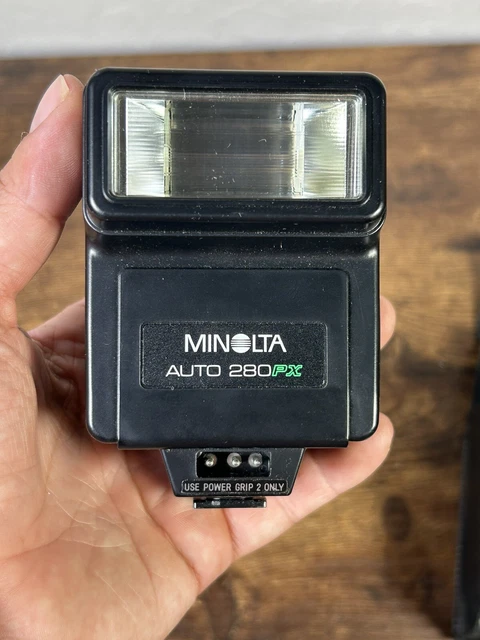 MINOLTA
AUTO 280PX
USE POWER GRIP 2 ONLY